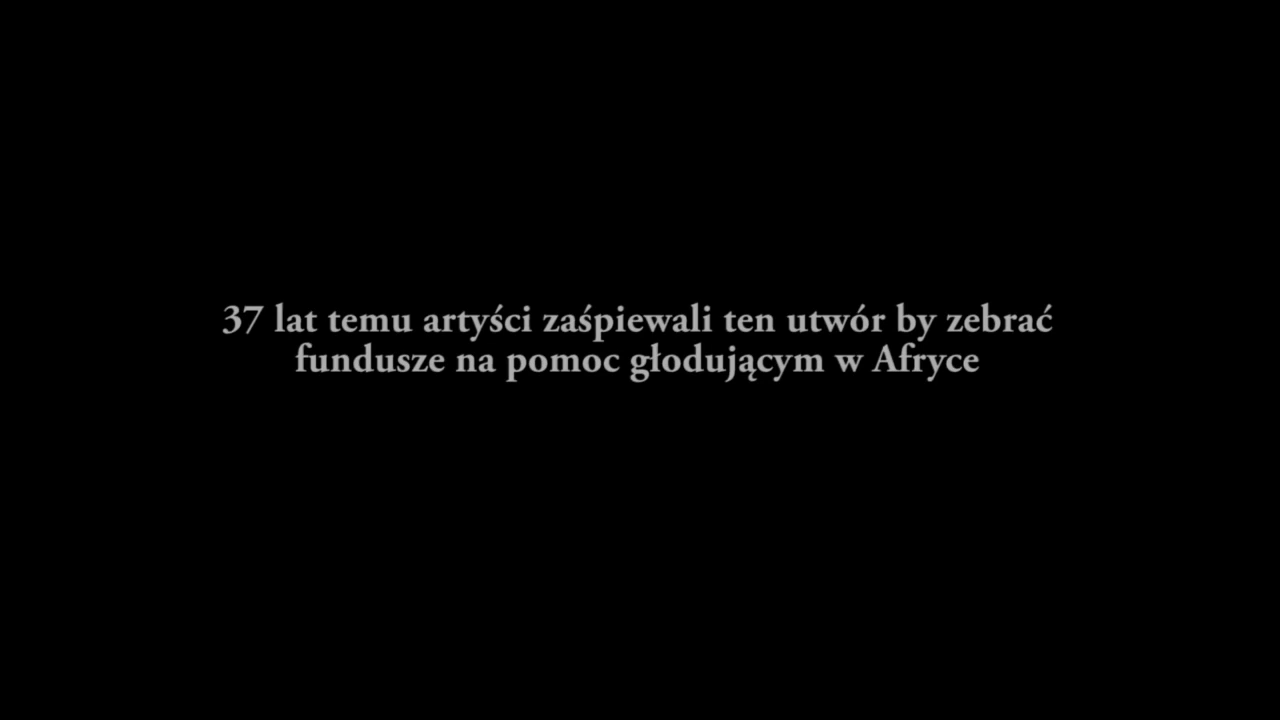 37 lat temu artyści zaśpiewali ten utwór by zebrać
fundusze na pomoc głodującym w Afryce